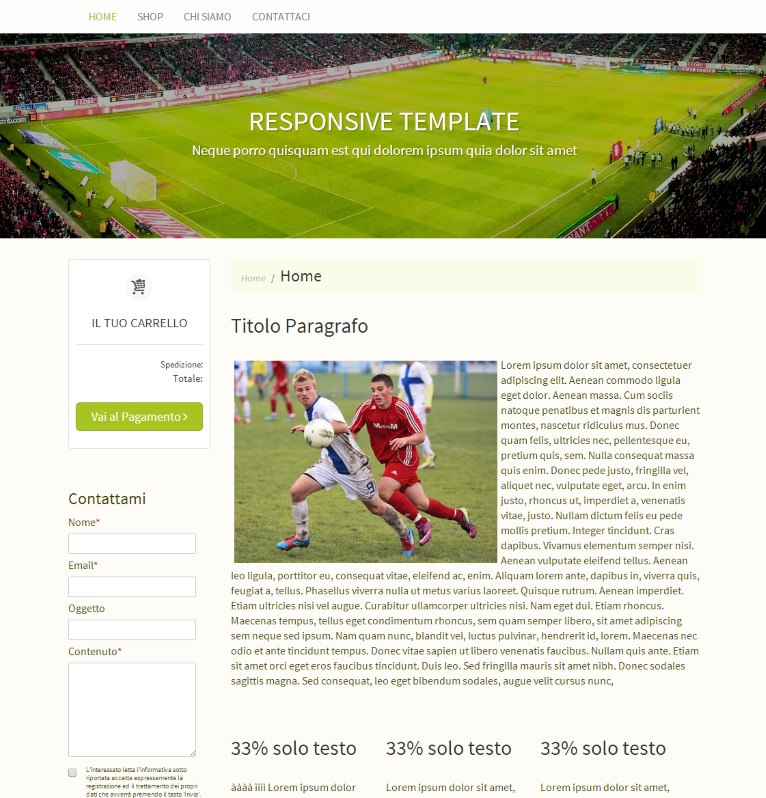 HOME SHOP CHI SIAMO CONTATTACI
RESPONSIVE TEMPLATE
Neque porro quisquam est qui dolorem ipsum quia dolor sit amet
IL TUO CARRELLO
Spedizione:
Totale:
Vai al Pagamento >
Contattami
Nome*
Email*
Oggetto
Contenuto*
L'interessato letta l'informativa sotto
riportata accetta espressamente la
registrazione ed il trattamento dei propri
dati che avverrà premendo il tasto 'Invia'.
Home / Home
Titolo Paragrafo
Lorem ipsum dolor sit amet, consectetuer
adipiscing elit. Aenean commodo ligula
eget dolor. Aenean massa. Cum sociis
natoque penatibus et magnis dis parturient
montes, nascetur ridiculus mus. Donec
quam felis, ultricies nec, pellentesque eu,
pretium quis, sem. Nulla consequat massa
quis enim. Donec pede justo, fringilla vel,
aliquet nec, vulputate eget, arcu. In enim
justo, rhoncus ut, imperdiet a, venenatis
vitae, justo. Nullam dictum felis eu pede
mollis pretium. Integer tincidunt. Cras
dapibus. Vivamus elementum semper nisi.
Aenean vulputate eleifend tellus. Aenean
leo ligula, porttitor eu, consequat vitae, eleifend ac, enim. Aliquam lorem ante, dapibus in, viverra quis,
feugiat a, tellus. Phasellus viverra nulla ut metus varius laoreet. Quisque rutrum. Aenean imperdiet.
Etiam ultricies nisi vel augue. Curabitur ullamcorper ultricies nisi. Nam eget dui. Etiam rhoncus.
Maecenas tempus, tellus eget condimentum rhoncus, sem quam semper libero, sit amet adipiscing
sem neque sed ipsum. Nam quam nunc, blandit vel, luctus pulvinar, hendrerit id, lorem. Maecenas nec
odio et ante tincidunt tempus. Donec vitae sapien ut libero venenatis faucibus. Nullam quis ante. Etiam
sit amet orci eget eros faucibus tincidunt. Duis leo. Sed fringilla mauris sit amet nibh. Donec sodales
sagittis magna. Sed consequat, leo eget bibendum sodales, augue velit cursus nunc,
33% solo testo 33% solo testo 33% solo testo
àààà ìììì Lorem ipsum dolor Lorem ipsum dolor sit amet, Lorem ipsum dolor sit amet,